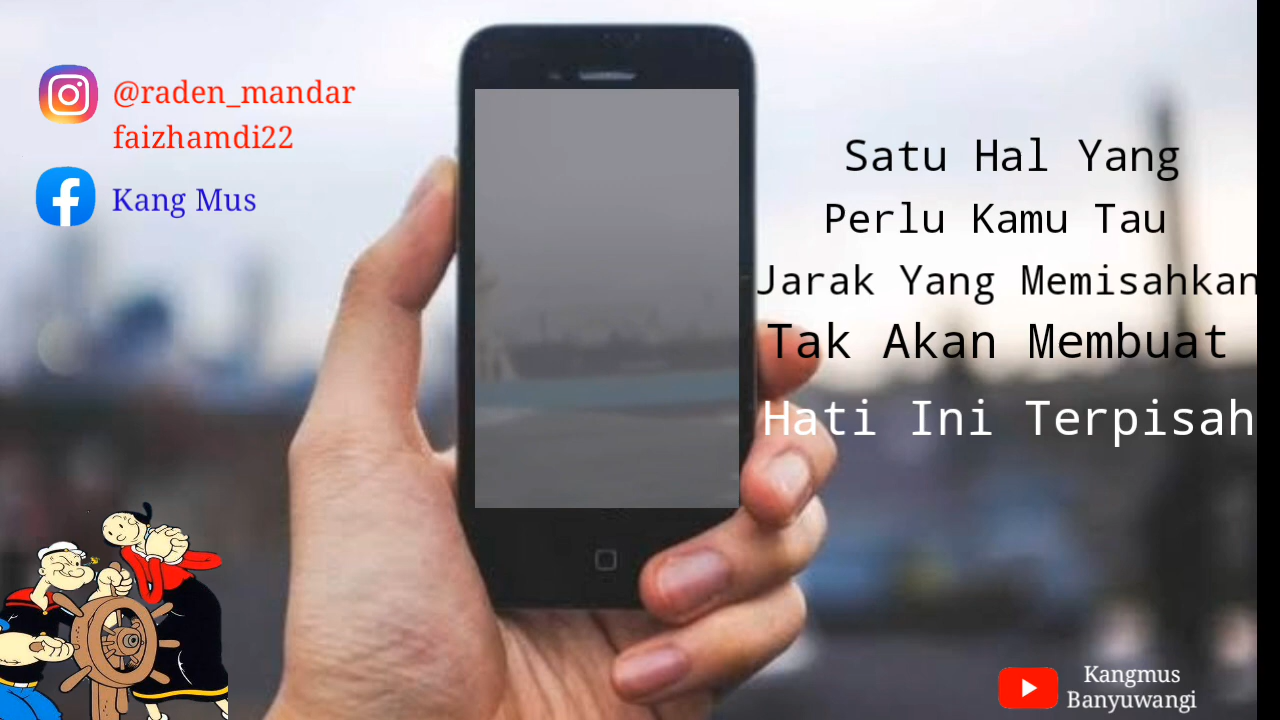 @raden_mandar
faizhamdi22
Kang Mus
Satu Hal Yang
Perlu Kamu Tau
Jarak Yang Memisahkan
Tak Akan Membuat
Hati Ini Terpisah
Kangmus
Banyuwangi